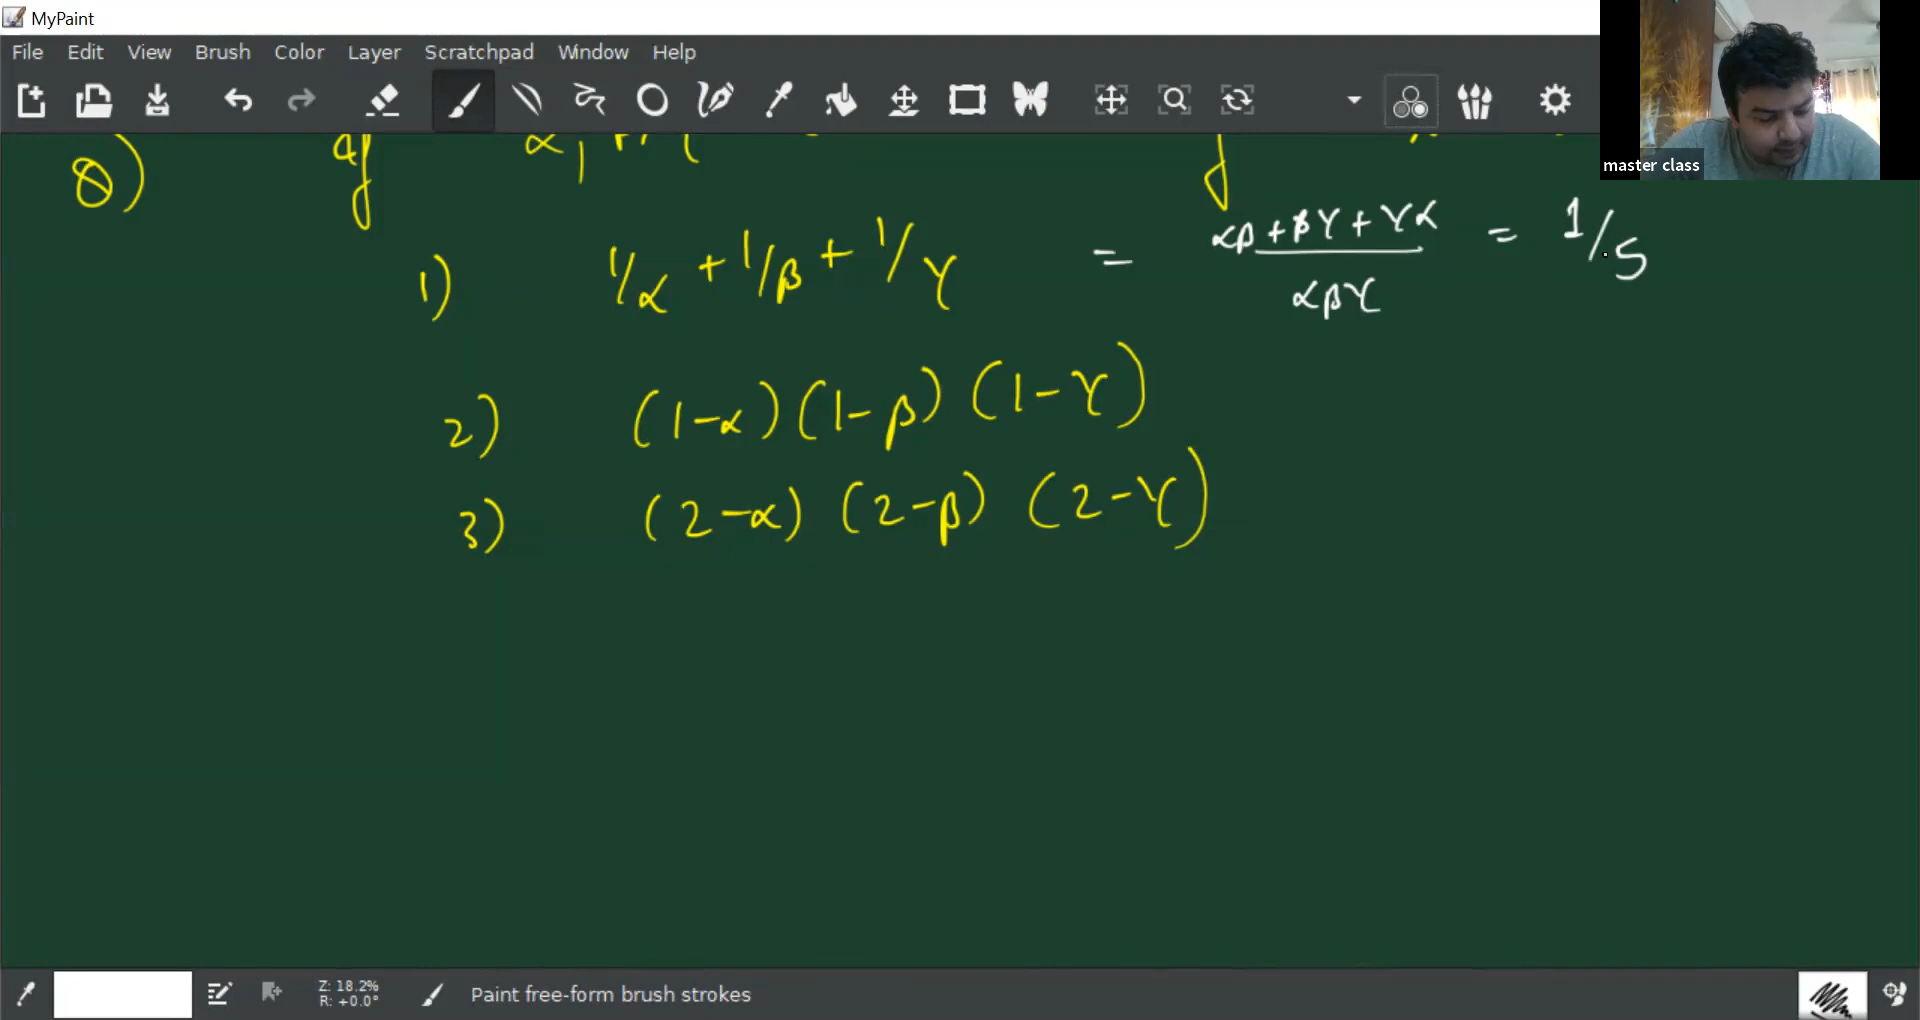 MyPaint
File Edit View Brush Color Layer Scratchpad Window Help
master class
8) If α,
1) 1/α + 1/β + 1/γ = αβ + βγ + γα / αβγ = 1/5
2) (1-α) (1-β) (1-γ)
3) (2-α) (2-β) (2-γ)
Z: 18.2%
R: +0.0°
Paint free-form brush strokes